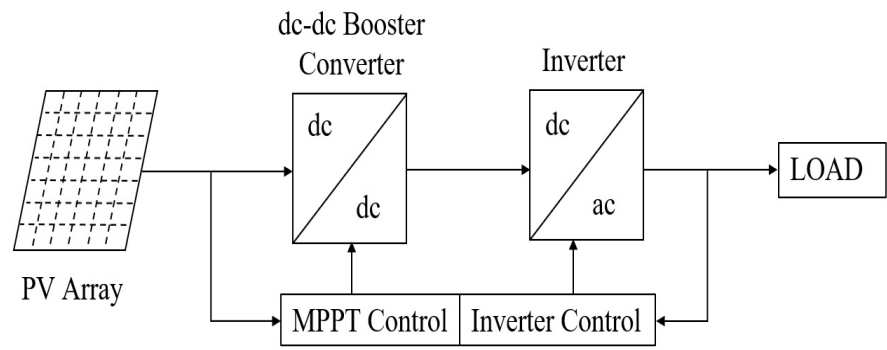 dc-dc Booster
Converter
Inverter
dc
dc
dc
ac
LOAD
PV Array
MPPT Control
Inverter Control